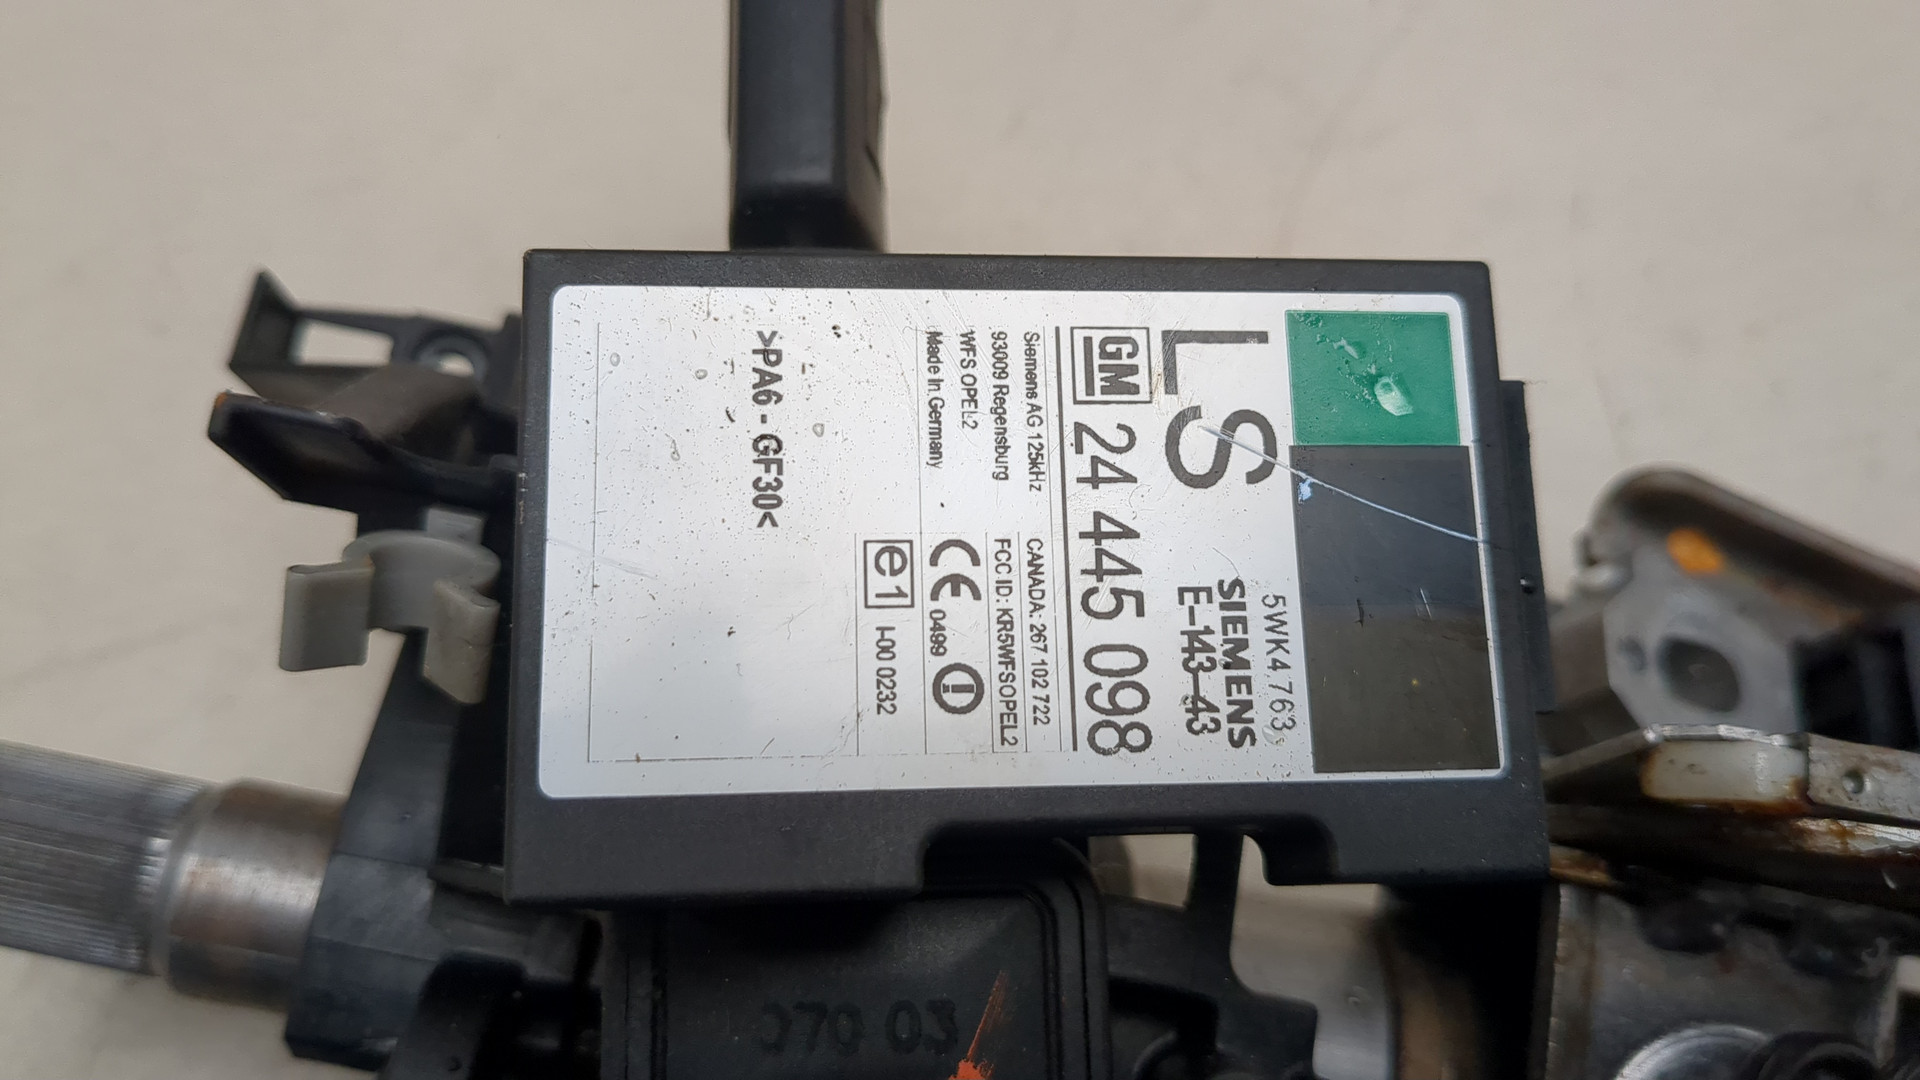 5WK4 763
SIEMENS
LS E-143-43
GM 24 445 098
Siemens AG 125kHz CANADA: 267 102 722
93009 Regensburg FCC ID: KR5WFSOPEL2
WFS OPEL2
Made in Germany CE 0499
e1 I-00 0232
>PA6 - GF30<